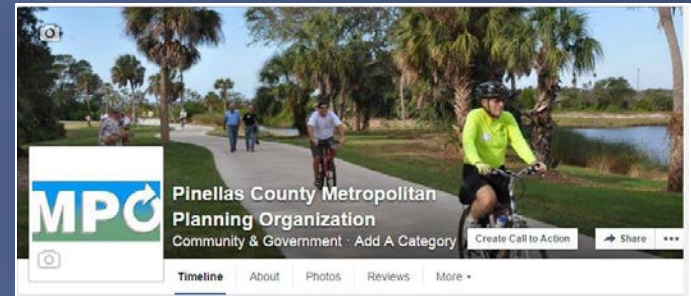 MPO
Pinellas County Metropolitan
Planning Organization
Community & Government · Add A Category
Create Call to Action
Share
Timeline
About
Photos
Reviews
More